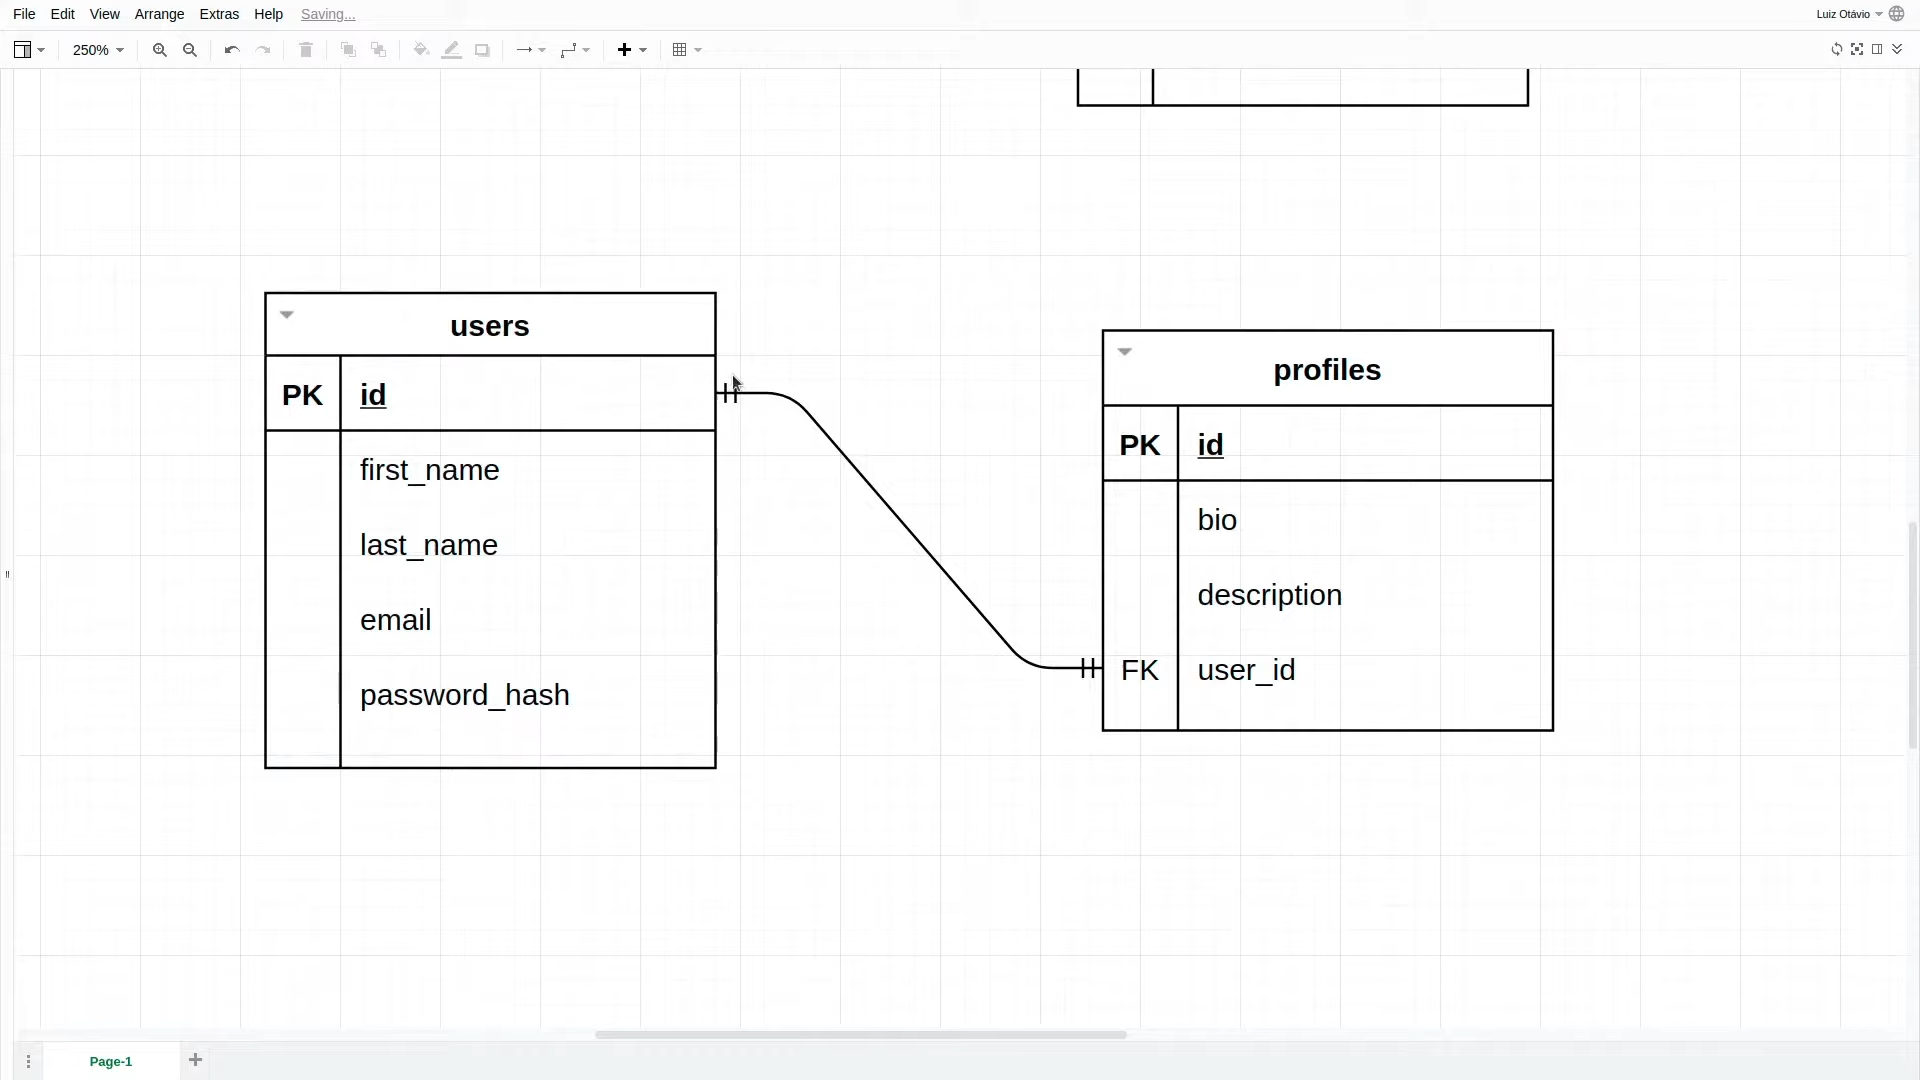 File Edit View Arrange Extras Help Saving...
Luiz Otávio
250%
users
PK id
first_name
last_name
email
password_hash
profiles
PK id
bio
description
FK user_id
Page-1